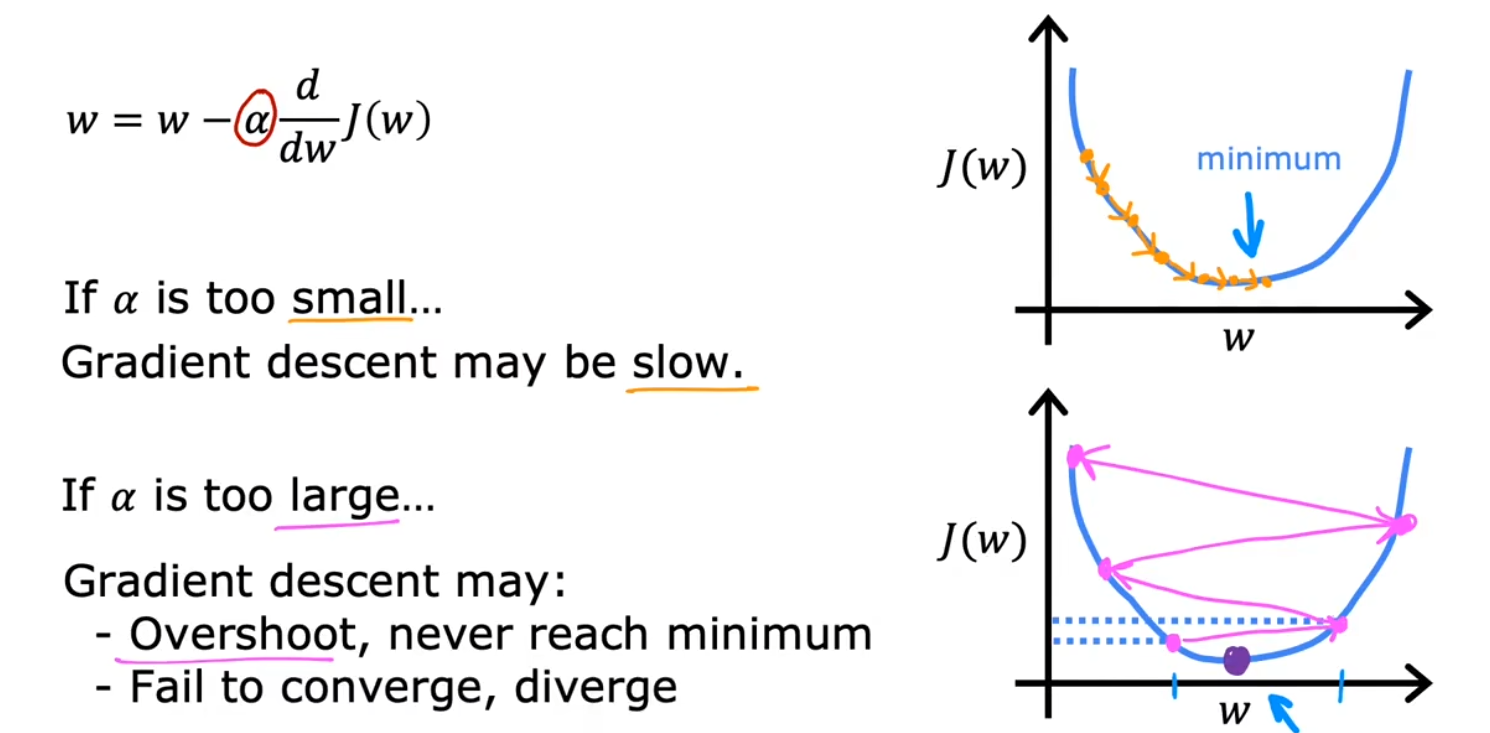 w = w − α d/dw J(w)
If α is too small...
Gradient descent may be slow.
If α is too large...
Gradient descent may:
- Overshoot, never reach minimum
- Fail to converge, diverge
J(w)
minimum
w
J(w)
w